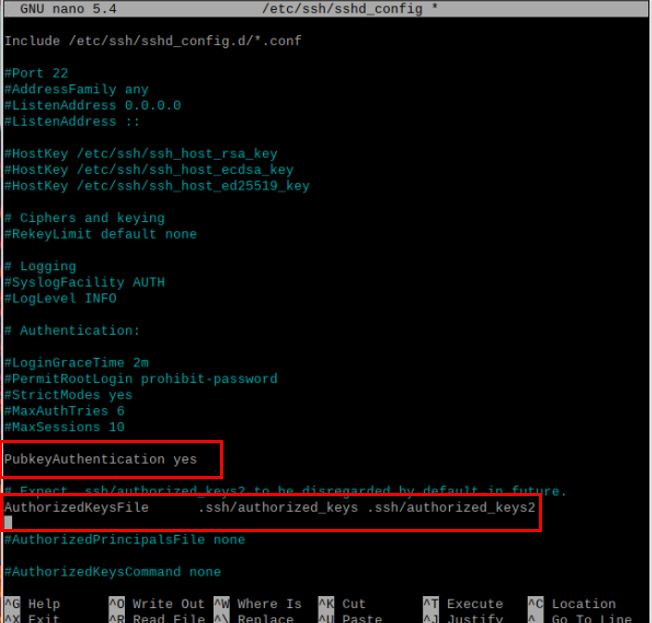 GNU nano 5.4 /etc/ssh/sshd_config *
Include /etc/ssh/sshd_config.d/*.conf
#Port 22
#AddressFamily any
#ListenAddress 0.0.0.0
#ListenAddress ::
#HostKey /etc/ssh/ssh_host_rsa_key
#HostKey /etc/ssh/ssh_host_ecdsa_key
#HostKey /etc/ssh/ssh_host_ed25519_key
# Ciphers and keying
#RekeyLimit default none
# Logging
#SyslogFacility AUTH
#LogLevel INFO
# Authentication:
#LoginGraceTime 2m
#PermitRootLogin prohibit-password
#StrictModes yes
#MaxAuthTries 6
#MaxSessions 10
PubkeyAuthentication yes
# Expect .ssh/authorized_keys2 to be disregarded by default in future.
AuthorizedKeysFile .ssh/authorized_keys .ssh/authorized_keys2
#AuthorizedPrincipalsFile none
#AuthorizedKeysCommand none
^G Help ^O Write Out ^W Where Is ^K Cut ^T Execute ^C Location
^X Exit ^R Read File ^\ Replace ^U Paste ^J Justify ^_ Go To Line